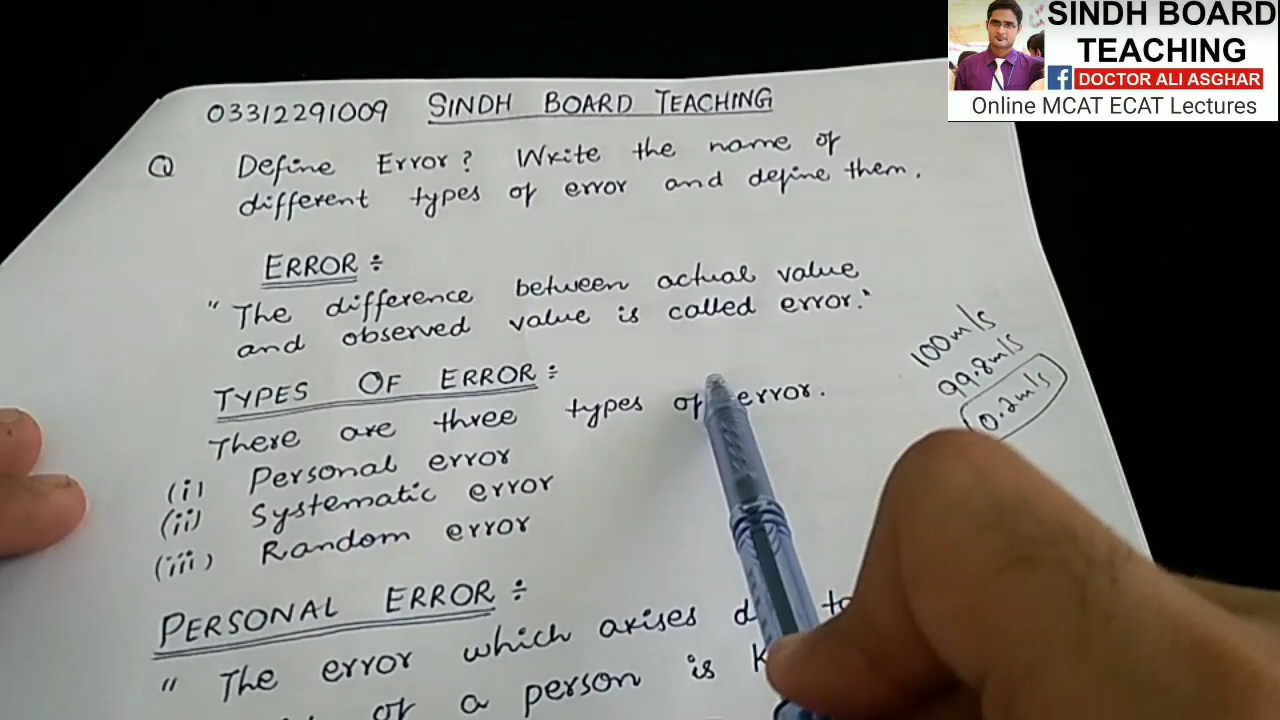 SINDH BOARD
TEACHING
f DOCTOR ALI ASGHAR
Online MCAT ECAT Lectures
03312291009 SINDH BOARD TEACHING
Q Define Error? Write the name of
different types of error and define them.
ERROR ÷
"The difference between actual value
and observed value is called error."
100m/s
99.8m/s
0.2m/s
TYPES OF ERROR ÷
There are three types of error.
(i) Personal error
(ii) Systematic error
(iii) Random error
PERSONAL ERROR ÷
" The error which arises to
of a person is